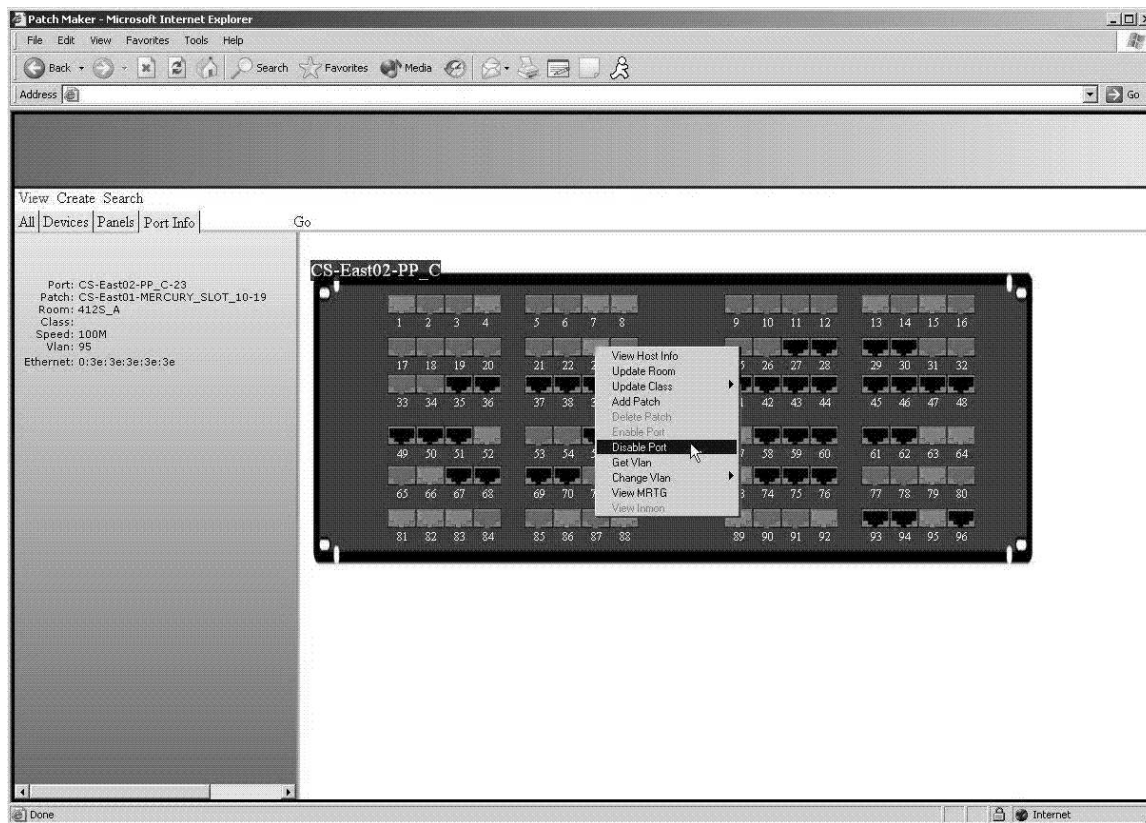 Patch Maker - Microsoft Internet Explorer
File Edit View Favorites Tools Help
Back Search Favorites Media
Address Go
View Create Search
All Devices Panels Port Info Go
Port: CS-East02-PP_C-23
Patch: CS-East01-MERCURY_SLOT_10-19
Room: 412S_A
Class:
Speed: 100M
Vlan: 95
Ethernet: 0:3e:3e:3e:3e:3e
CS-East02-PP_C
1 2 3 4 5 6 7 8 9 10 11 12 13 14 15 16
17 18 19 20 21 22 26 27 28 29 30 31 32
33 34 35 36 37 38 42 43 44 45 46 47 48
49 50 51 52 53 54 58 59 60 61 62 63 64
65 66 67 68 69 70 74 75 76 77 78 79 80
81 82 83 84 85 86 87 88 89 90 91 92 93 94 95 96
View Host Info
Update Room
Update Class
Add Patch
Delete Patch
Enable Port
Disable Port
Get Vlan
Change Vlan
View MRTG
View Inmon
Done Internet